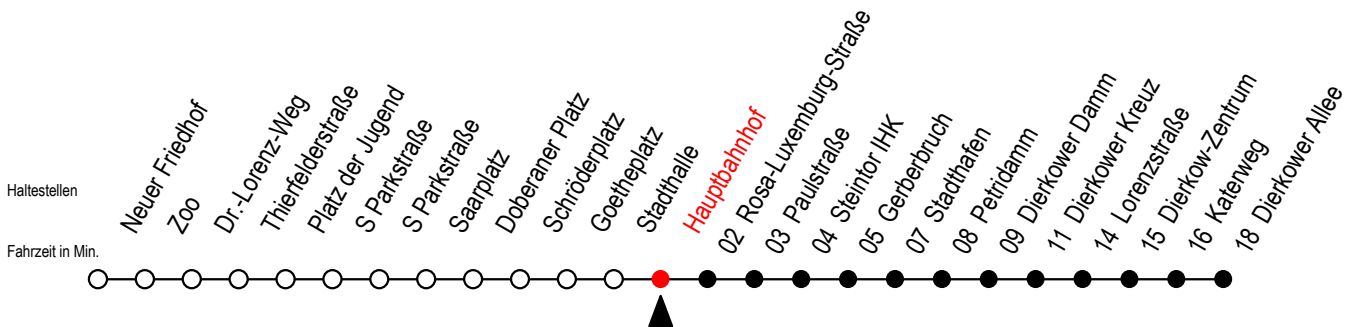 Haltestellen
Fahrzeit in Min.
Neuer Friedhof
Zoo
Dr.-Lorenz-Weg
Thierfelderstraße
Platz der Jugend
S Parkstraße
S Parkstraße
Saarplatz
Doberaner Platz
Schröderplatz
Goetheplatz
Stadthalle
Hauptbahnhof
02 Rosa-Luxemburg-Straße
03 Paulstraße
04 Steintor IHK
05 Gerberbruch
07 Stadthafen
08 Petridamm
09 Dierkower Damm
11 Dierkower Kreuz
14 Lorenzstraße
15 Dierkow-Zentrum
16 Katerweg
18 Dierkower Allee